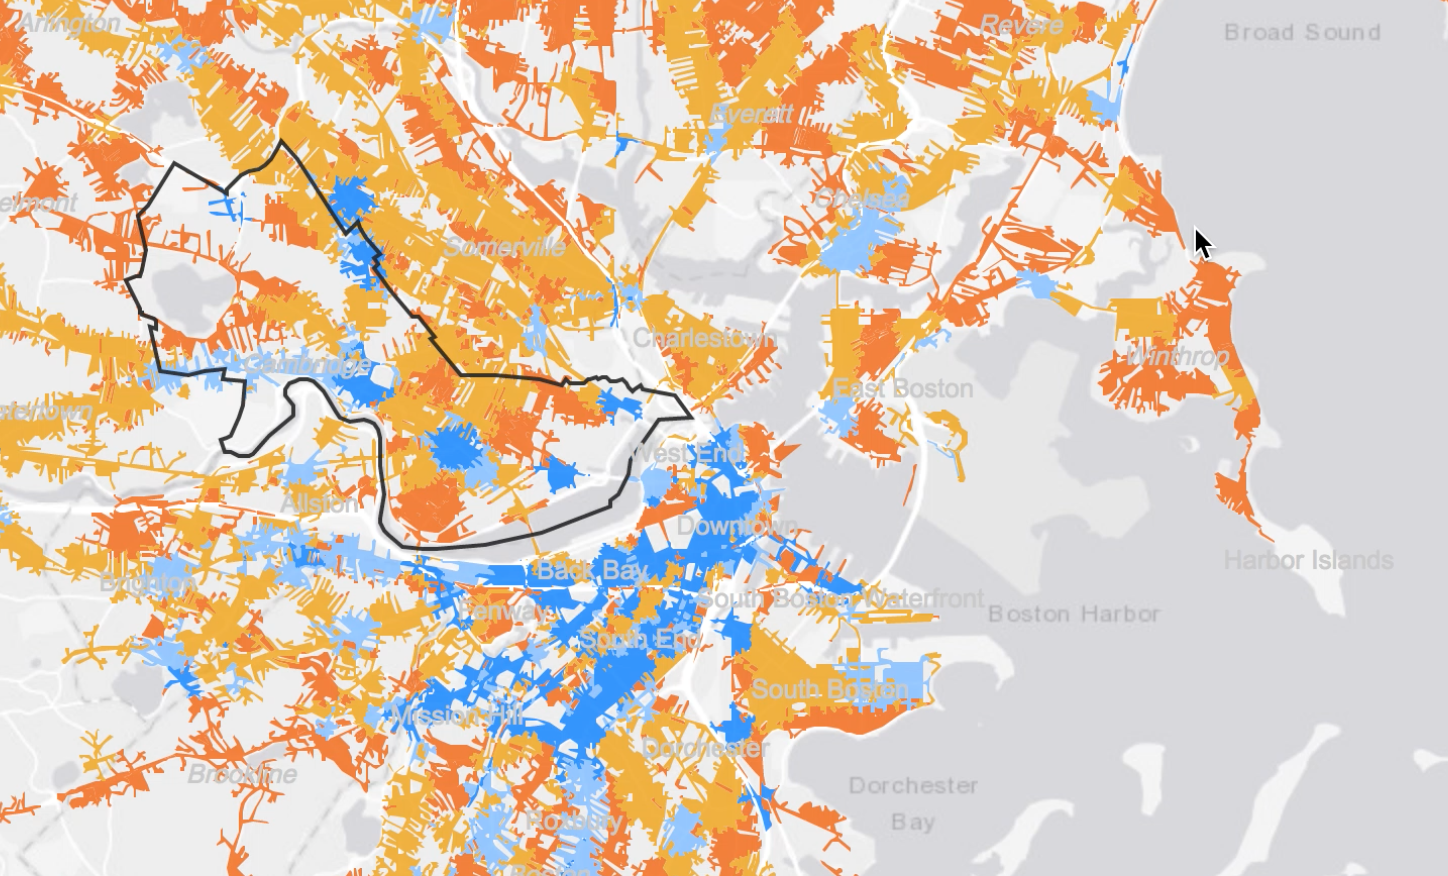 Arlington
Revere
Broad Sound
Everett
elmont
Chelsea
Somerville
Charlestown
Winthrop
Cambridge
East Boston
tertown
West End
Allston
Downtown
Harbor Islands
Back Bay
Brighton
South Boston Waterfront
Fenway
Boston Harbor
South End
South Boston
Mission Hill
Dorchester
Brookline
Dorchester
Bay
Roxbury
Boston